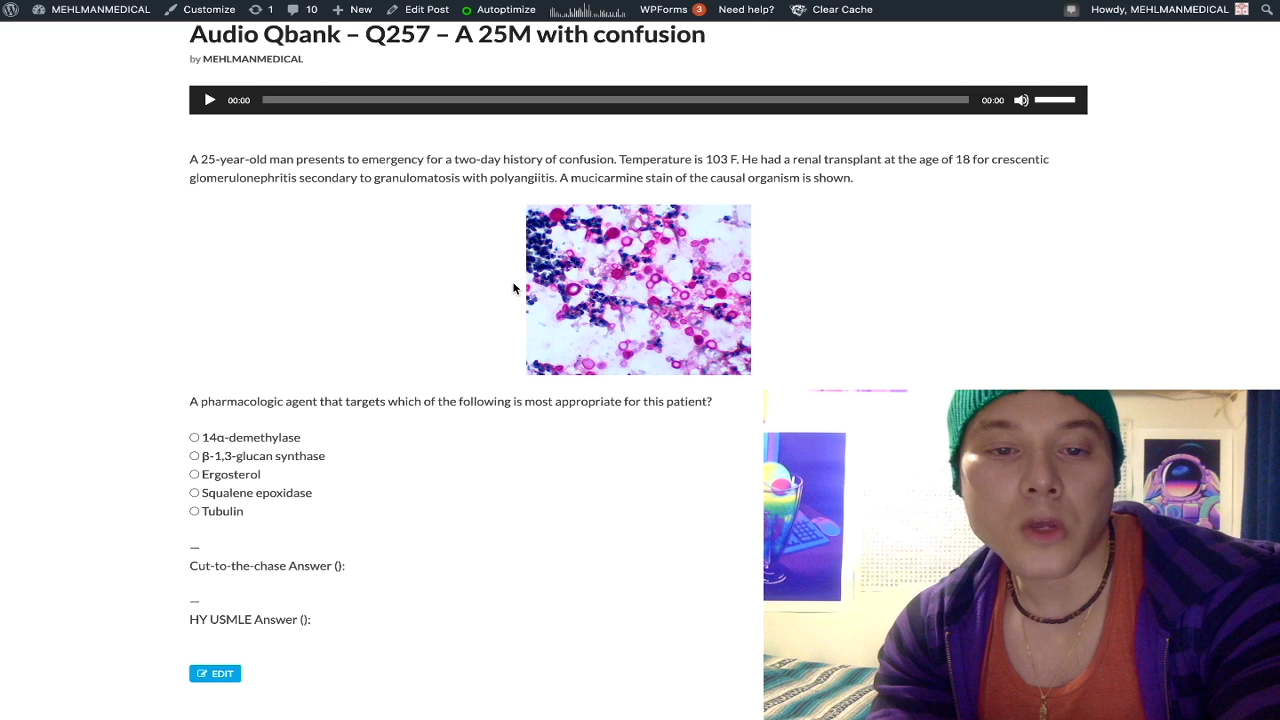 MEHLMANMEDICAL Customize 1 10 New Edit Post Autoptimize WPForms 3 Need help? Clear Cache Howdy, MEHLMANMEDICAL
Audio Qbank – Q257 – A 25M with confusion
by MEHLMANMEDICAL
00:00 00:00
A 25-year-old man presents to emergency for a two-day history of confusion. Temperature is 103 F. He had a renal transplant at the age of 18 for crescentic
glomerulonephritis secondary to granulomatosis with polyangiitis. A mucicarmine stain of the causal organism is shown.
A pharmacologic agent that targets which of the following is most appropriate for this patient?
14α-demethylase
β-1,3-glucan synthase
Ergosterol
Squalene epoxidase
Tubulin
—
Cut-to-the-chase Answer ():
—
HY USMLE Answer ():
EDIT